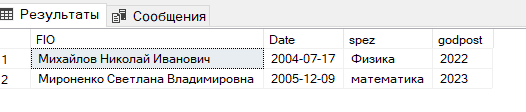 Результаты Сообщения
FIO Date spez godpost
1 Михайлов Николай Иванович 2004-07-17 Физика 2022
2 Мироненко Светлана Владимировна 2005-12-09 математика 2023